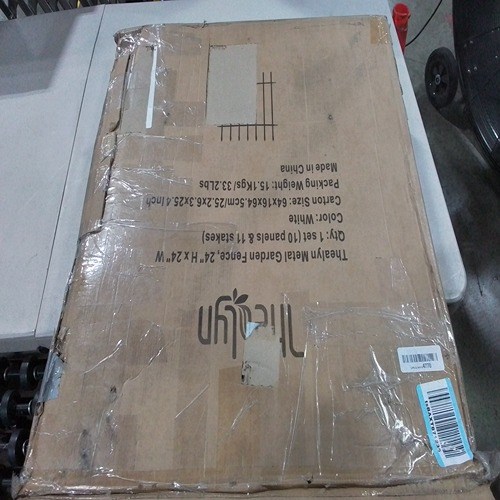 Thealyn
Thealyn Metal Garden Fence, 24" H x 24" W
Qty: 1 set (10 panels & 11 stakes)
Color: White
Carton Size: 64x16x64.5cm/25.2x6.3x25.4 Inch
Packing Weight: 15.1Kgs/33.2Lbs
Made in China